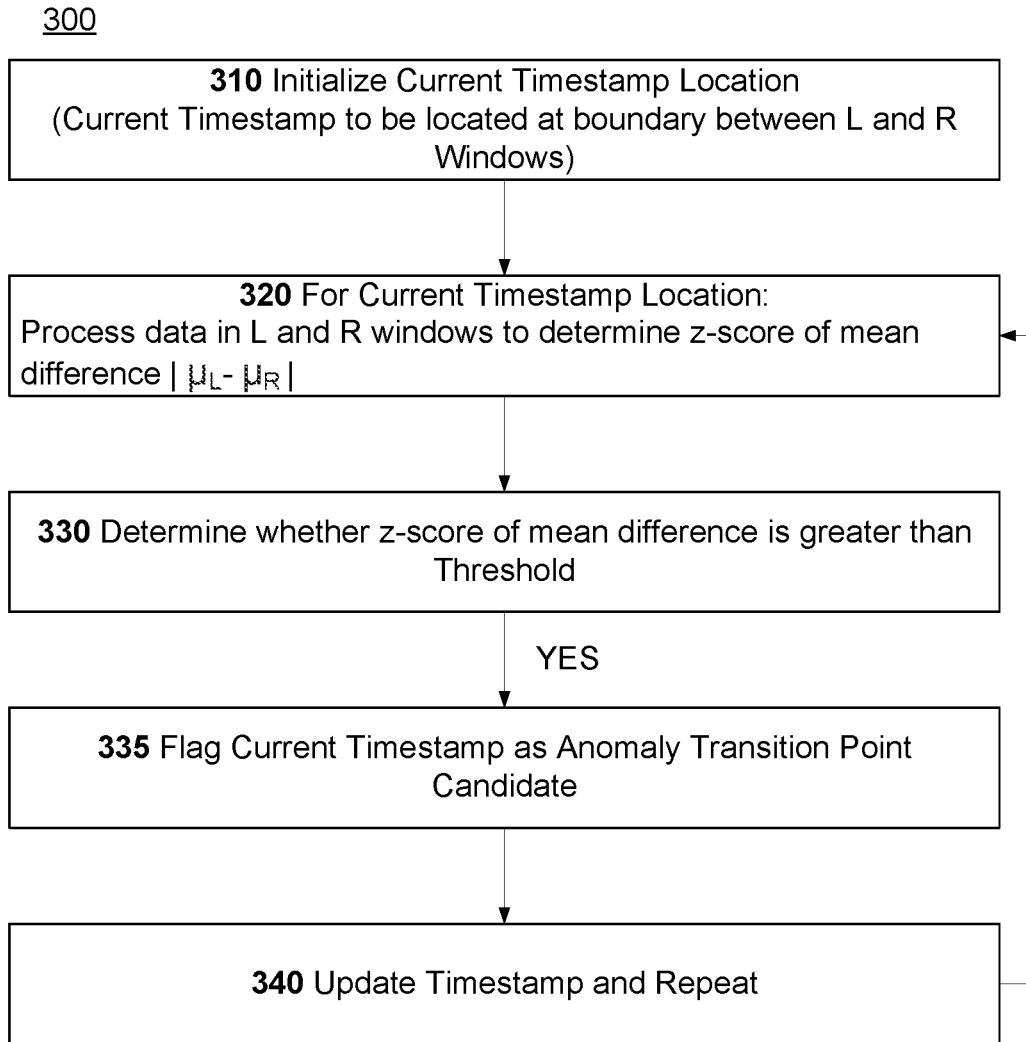 300
310 Initialize Current Timestamp Location
(Current Timestamp to be located at boundary between L and R
Windows)
320 For Current Timestamp Location:
Process data in L and R windows to determine z-score of mean
difference | μL- μR |
330 Determine whether z-score of mean difference is greater than
Threshold
YES
335 Flag Current Timestamp as Anomaly Transition Point
Candidate
340 Update Timestamp and Repeat